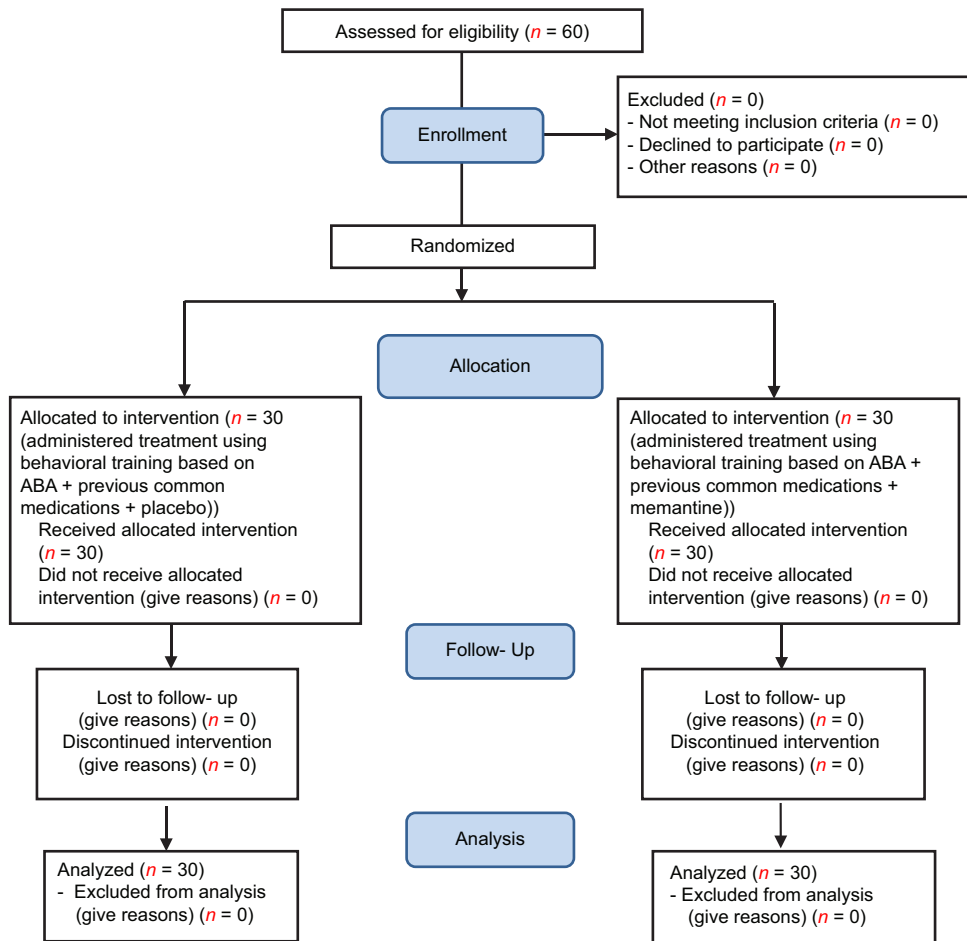 Assessed for eligibility (n = 60)
Enrollment
Excluded (n = 0)
- Not meeting inclusion criteria (n = 0)
- Declined to participate (n = 0)
- Other reasons (n = 0)
Randomized
Allocation
Allocated to intervention (n = 30
(administered treatment using
behavioral training based on
ABA + previous common
medications + placebo))
Received allocated intervention
(n = 30)
Did not receive allocated
intervention (give reasons) (n = 0)
Allocated to intervention (n = 30
(administered treatment using
behavioral training based on ABA +
previous common medications +
memantine))
Received allocated intervention
(n = 30)
Did not receive allocated
intervention (give reasons) (n = 0)
Follow- Up
Lost to follow- up
(give reasons) (n = 0)
Discontinued intervention
(give reasons) (n = 0)
Lost to follow- up
(give reasons) (n = 0)
Discontinued intervention
(give reasons) (n = 0)
Analysis
Analyzed (n = 30)
- Excluded from analysis
(give reasons) (n = 0)
Analyzed (n = 30)
- Excluded from analysis
(give reasons) (n = 0)